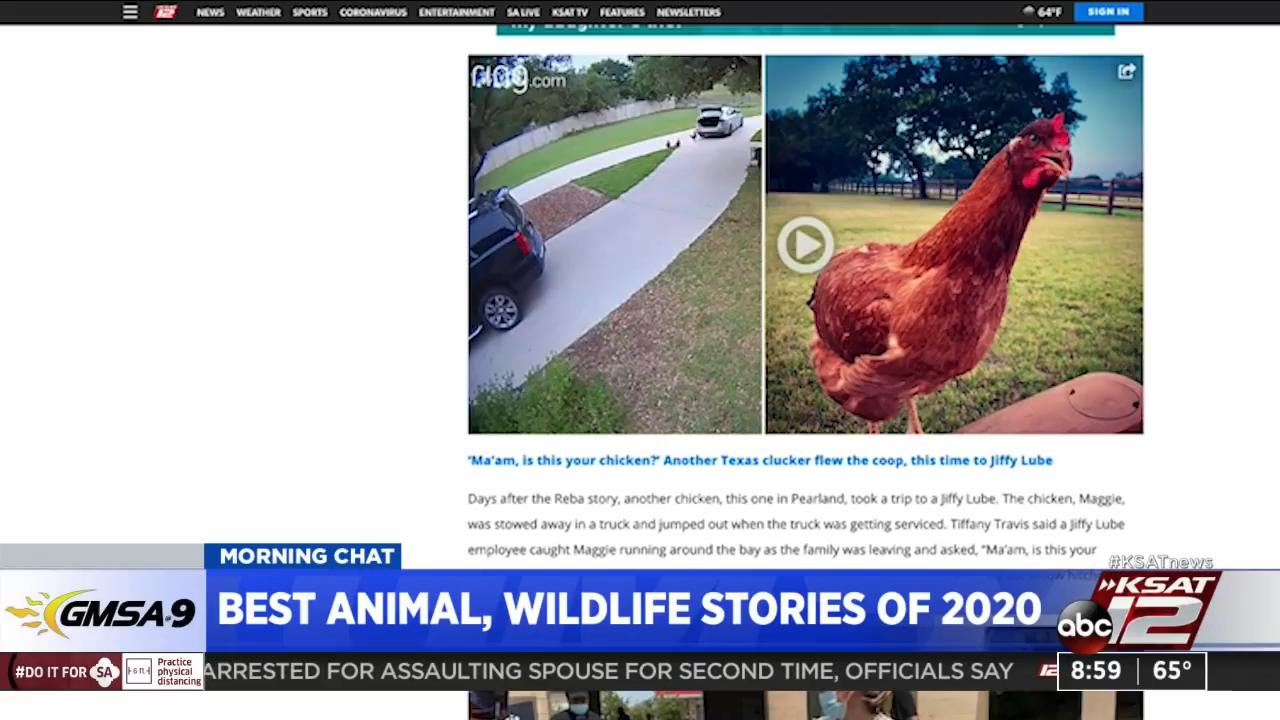 12
NEWS WEATHER SPORTS CORONAVIRUS ENTERTAINMENT SA LIVE KSAT TV FEATURES NEWSLETTERS
64°F
SIGN IN
ring.com
'Ma'am, is this your chicken?' Another Texas clucker flew the coop, this time to Jiffy Lube
Days after the Reba story, another chicken, this one in Pearland, took a trip to a Jiffy Lube. The chicken, Maggie,
was stowed away in a truck and jumped out when the truck was getting serviced. Tiffany Travis said a Jiffy Lube
employee caught Maggie running around the bay as the family was leaving and asked, "Ma'am, is this your
MORNING CHAT
#KSATnews
GMSA@9
BEST ANIMAL, WILDLIFE STORIES OF 2020
abc
KSAT
12
#DO IT FOR SA
6 ft
Practice
physical
distancing
ARRESTED FOR ASSAULTING SPOUSE FOR SECOND TIME, OFFICIALS SAY
12
8:59
65°